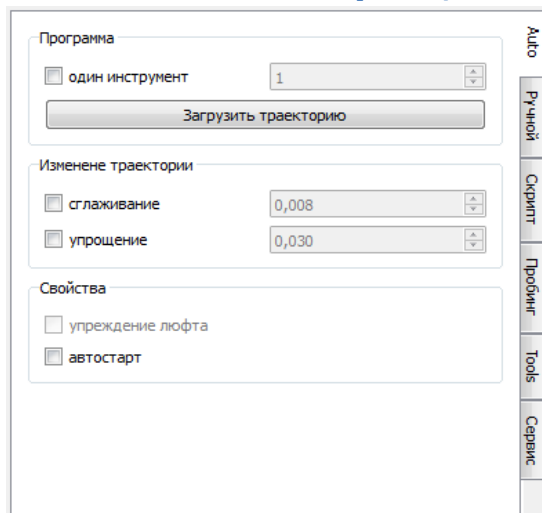 Программа
один инструмент 1
Загрузить траекторию
Изменене траектории
сглаживание 0,008
упрощение 0,030
Свойства
упреждение люфта
автостарт
Auto
Ручной
Скрипт
Пробинг
Tools
Сервис